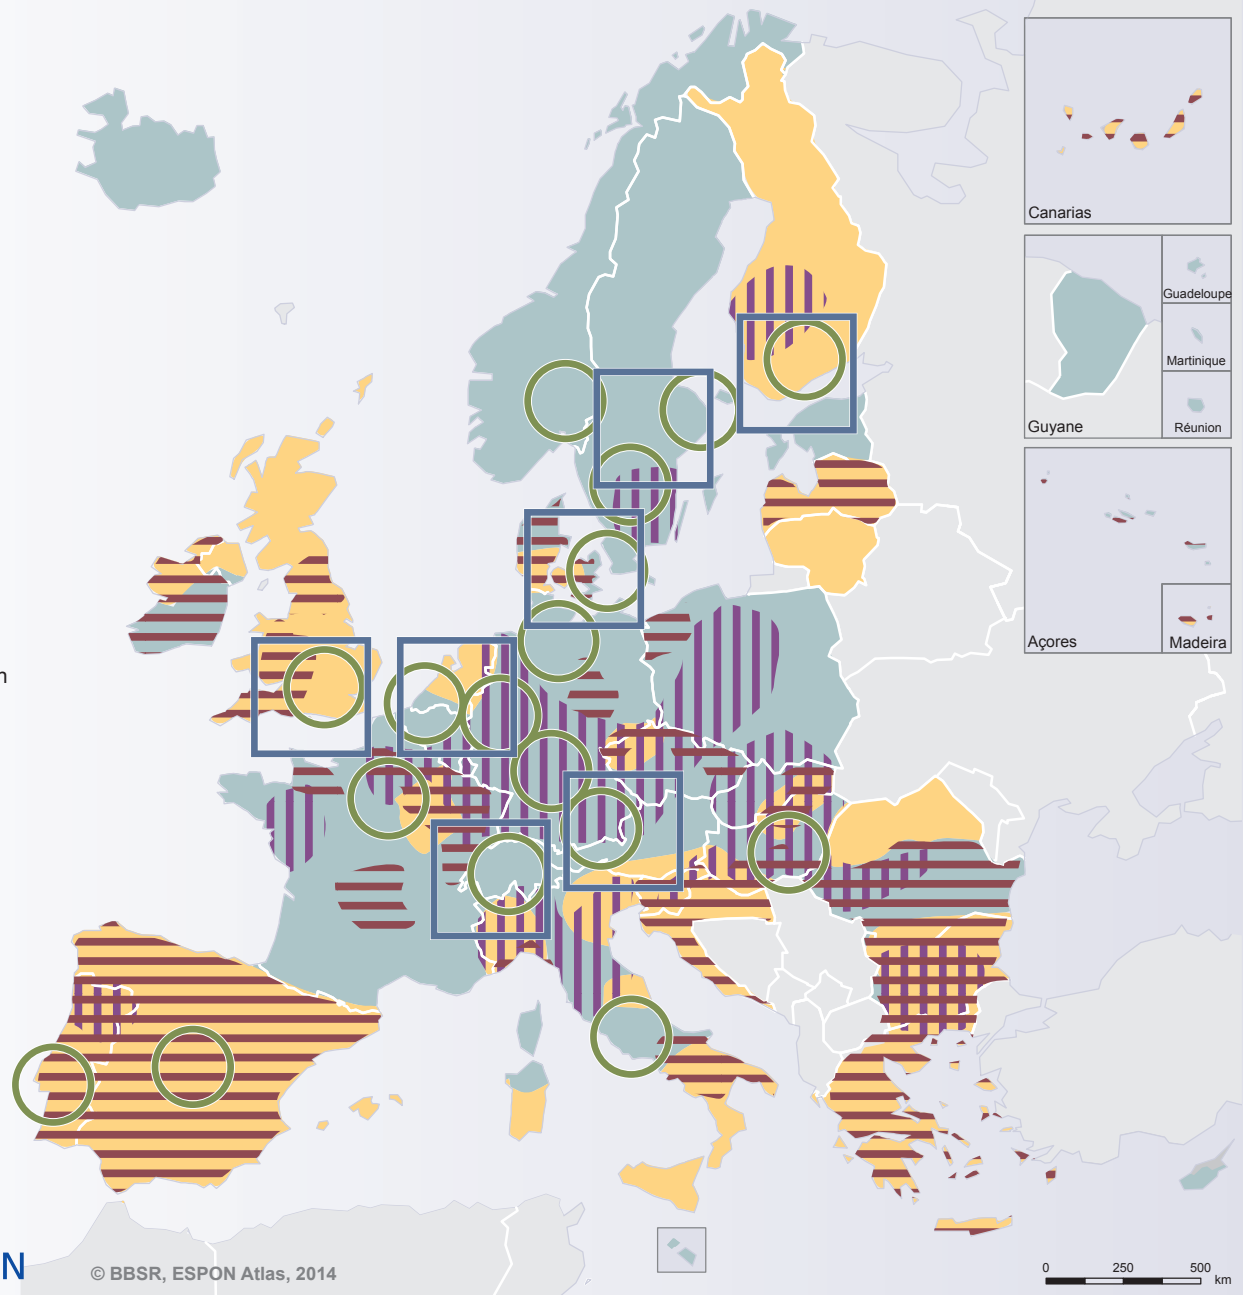 Canarias
Guadeloupe
Martinique
Guyane
Réunion
Açores
Madeira
n
N
© BBSR, ESPON Atlas, 2014
0 250 500
km